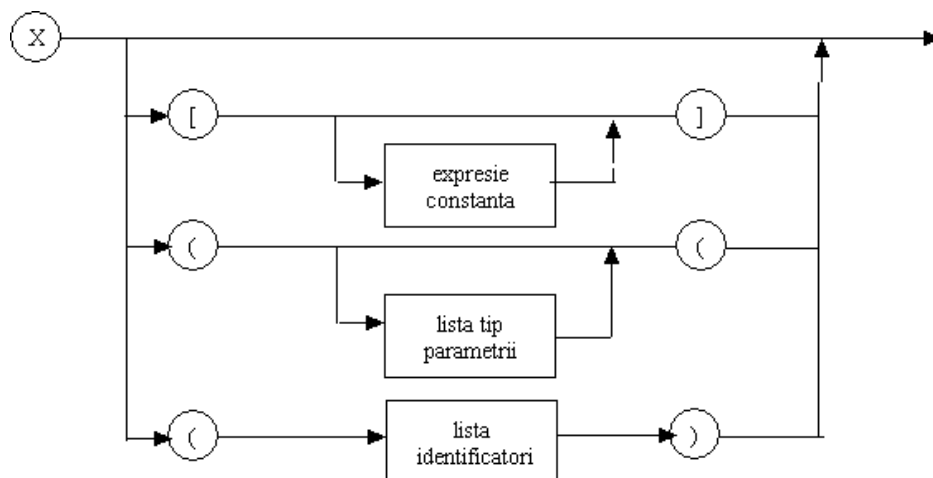 X
[
]
expresie
constanta
(
(
lista tip
parametrii
(
lista
identificatori
)